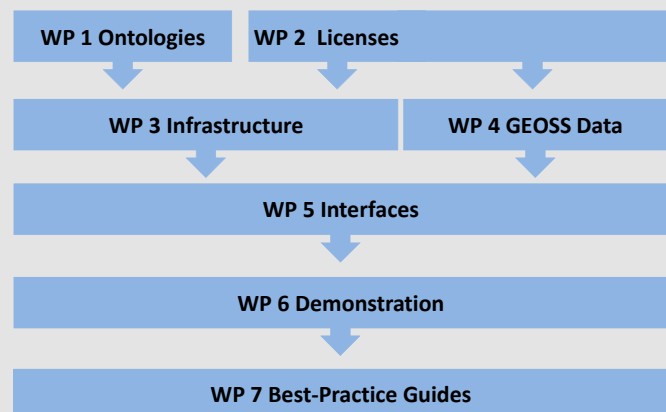 WP 1 Ontologies
WP 2 Licenses
WP 3 Infrastructure
WP 4 GEOSS Data
WP 5 Interfaces
WP 6 Demonstration
WP 7 Best-Practice Guides